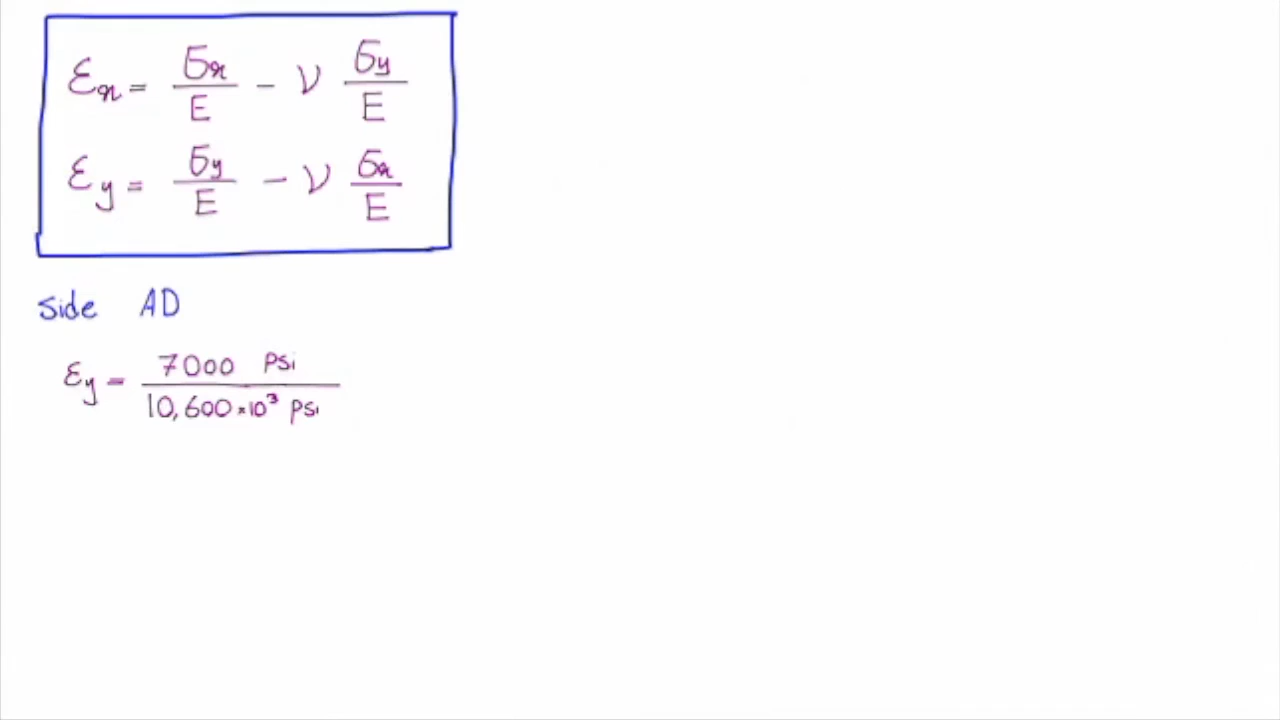 εx = σx/E - ν σy/E
εy = σy/E - ν σx/E
Side AD
εy = 7000 psi / 10,600×10³ psi